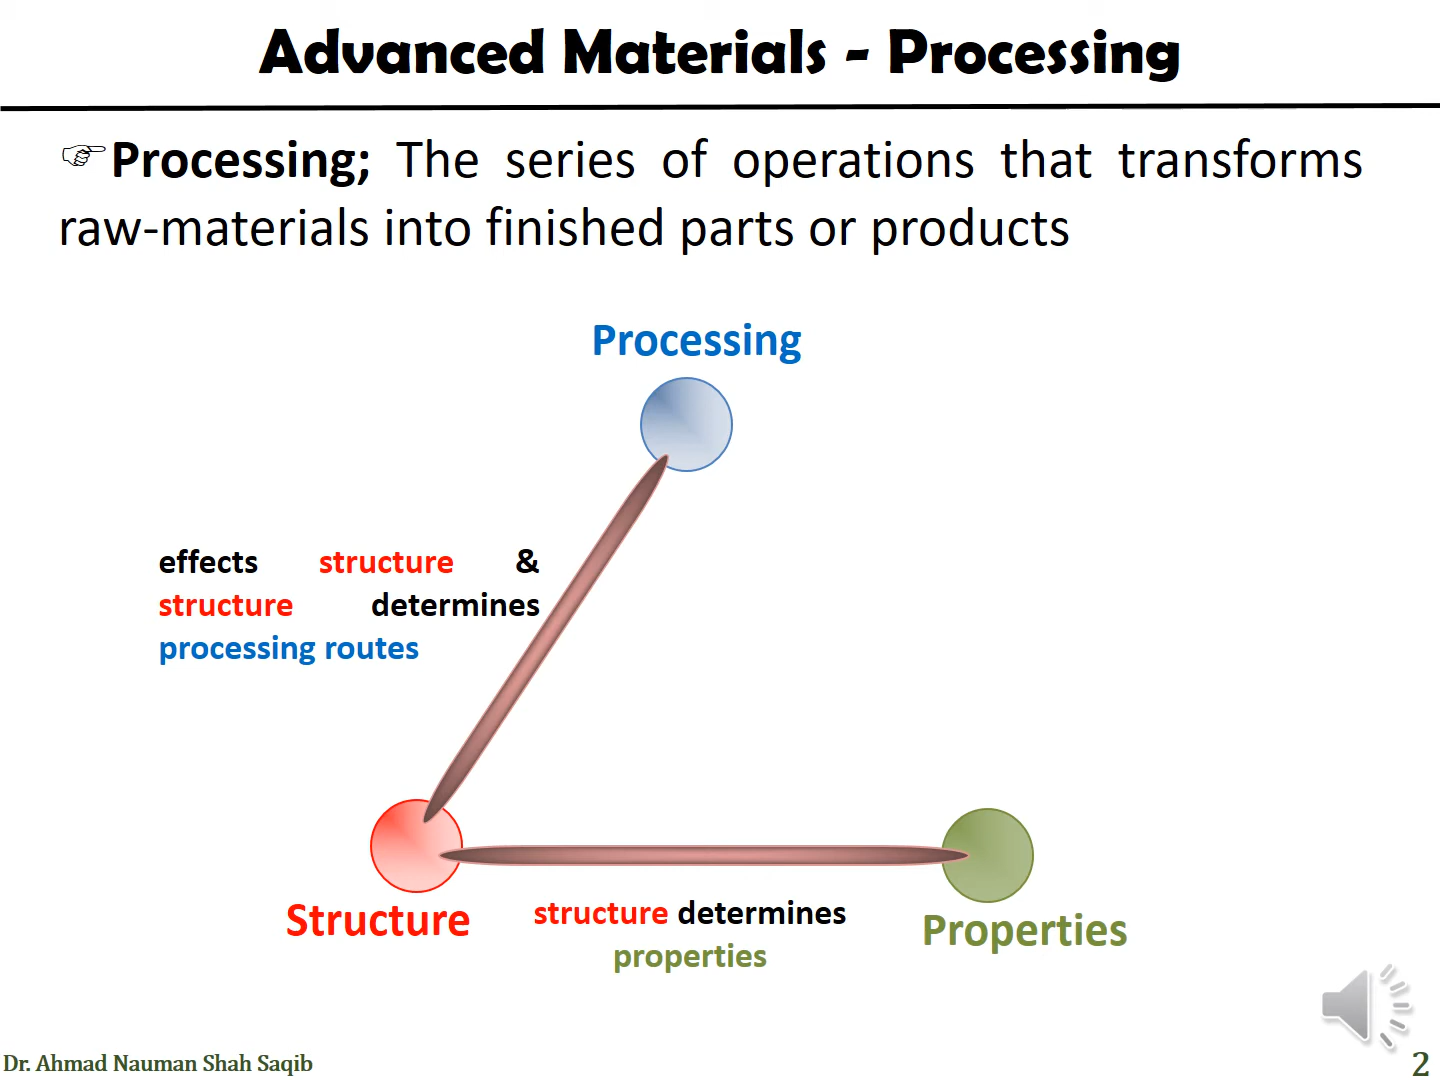 Advanced Materials - Processing
☞Processing; The series of operations that transforms
raw-materials into finished parts or products
Processing
effects structure &
structure determines
processing routes
Structure
structure determines
properties
Properties
Dr. Ahmad Nauman Shah Saqib
2